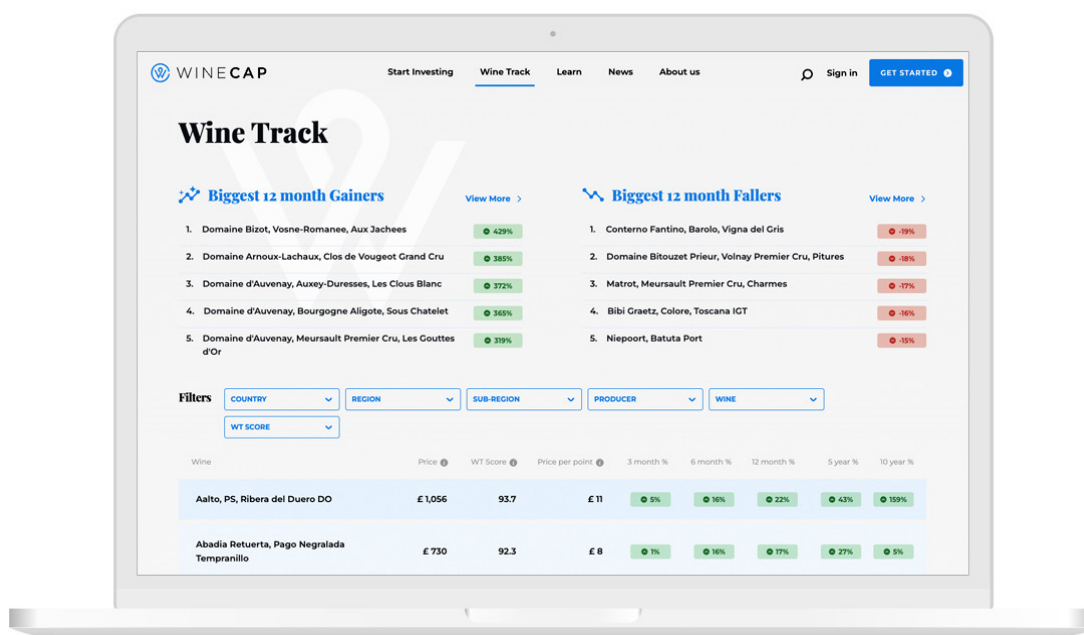 WINECAP
Start Investing
Wine Track
Learn
News
About us
Sign in
GET STARTED
Wine Track
Biggest 12 month Gainers
View More
1. Domaine Bizot, Vosne-Romanee, Aux Jachees
429%
2. Domaine Arnoux-Lachaux, Clos de Vougeot Grand Cru
385%
3. Domaine d'Auvenay, Auxey-Duresses, Les Clous Blanc
372%
4. Domaine d'Auvenay, Bourgogne Aligote, Sous Chatelet
365%
5. Domaine d'Auvenay, Meursault Premier Cru, Les Gouttes
d'Or
319%
Biggest 12 month Fallers
View More
1. Conterno Fantino, Barolo, Vigna del Gris
-19%
2. Domaine Bitouzet Prieur, Volnay Premier Cru, Pitures
-18%
3. Matrot, Meursault Premier Cru, Charmes
-17%
4. Bibi Graetz, Colore, Toscana IGT
-16%
5. Niepoort, Batuta Port
-15%
Filters
COUNTRY
REGION
SUB-REGION
PRODUCER
WINE
WT SCORE
Wine
Price
WT Score
Price per point
3 month %
6 month %
12 month %
5 year %
10 year %
Aalto, PS, Ribera del Duero DO
£ 1,056
93.7
£ 11
5%
16%
22%
43%
159%
Abadia Retuerta, Pago Negralada
Tempranillo
£ 730
92.3
£ 8
1%
16%
17%
27%
5%